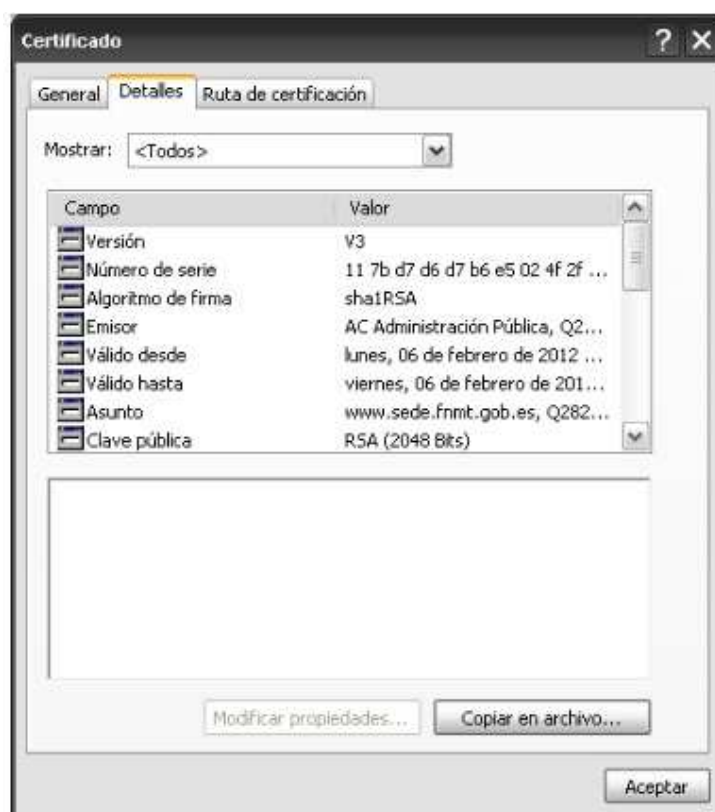 Certificado
General Detalles Ruta de certificación
Mostrar: <Todos>
Campo Valor
Versión V3
Número de serie 11 7b d7 d6 d7 b6 e5 02 4f 2f ...
Algoritmo de firma sha1RSA
Emisor AC Administración Pública, Q2...
Válido desde lunes, 06 de febrero de 2012 ...
Válido hasta viernes, 06 de febrero de 201...
Asunto www.sede.fnmt.gob.es, Q282...
Clave pública RSA (2048 Bits)
Modificar propiedades... Copiar en archivo...
Aceptar